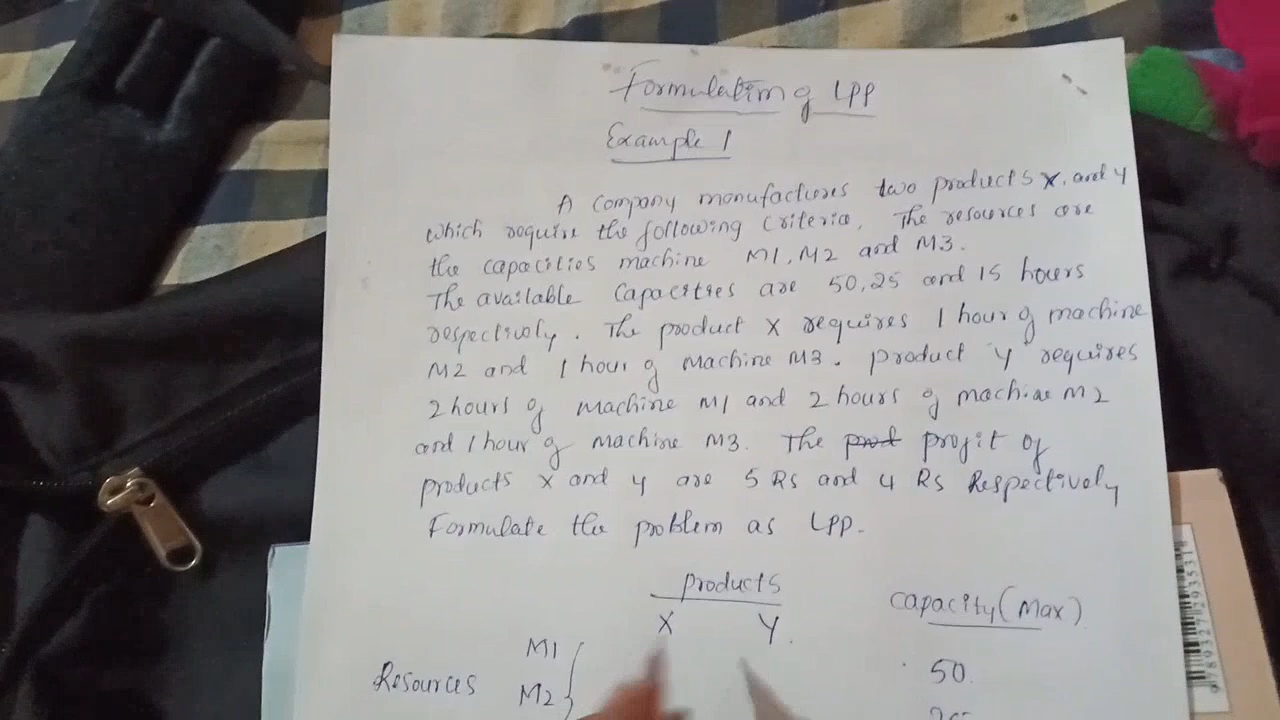 Formulating of LPP
Example 1
A Company manufactures two products X, and Y
which require the following Criteria. The resources are
the capacities machine M1, M2 and M3.
The available Capacities are 50, 25 and 15 hours
respectively. The product X requires 1 hour of machine
M2 and 1 hour of Machine M3. Product Y requires
2 hours of machine M1 and 2 hours of machine M2
and 1 hour of machine M3. The prof profit of
products X and Y are 5 Rs and 4 Rs Respectively
Formulate the problem as LPP.
Products
Capacity (Max)
X Y.
M1
50
Resources
M2
9789327293531